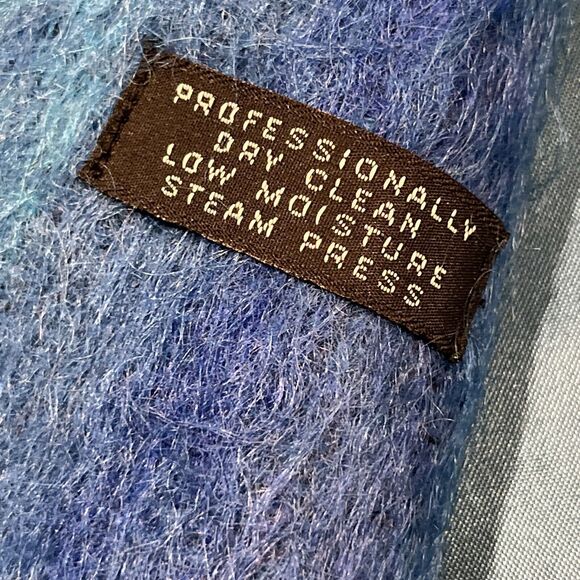 PROFESSIONALLY
DRY CLEAN
LOW MOISTURE
STEAM PRESS